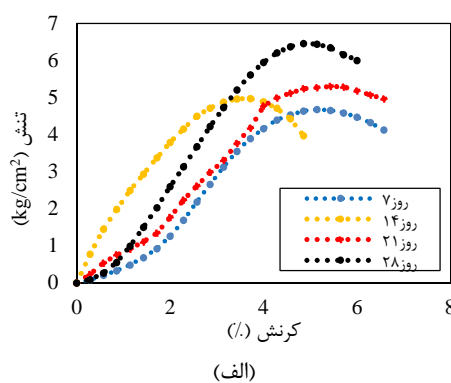 تنش (kg/cm²)
7
6
5
4
3
2
1
0
0 2 4 6 8
روز۷
روز۱۴
روز۲۱
روز۲۸
کرنش (٪)
(الف)